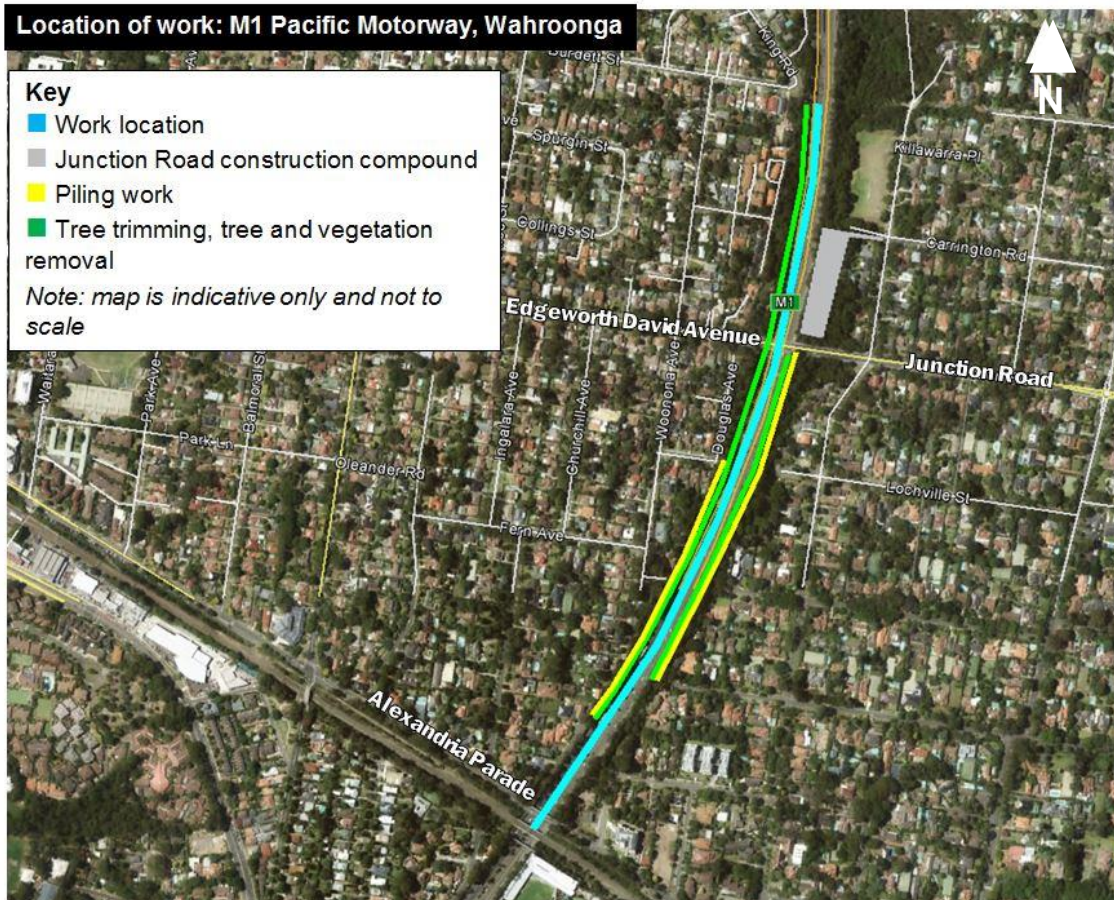 Location of work: M1 Pacific Motorway, Wahroonga
Key
Work location
Junction Road construction compound
Piling work
Tree trimming, tree and vegetation
removal
Note: map is indicative only and not to
scale
N
N
King Rd
Burdett St
Spurgin St
Killawarra Pl
Collings St
Carrington Rd
M1
Edgeworth David Avenue
Junction Road
Waitara
Park Ave
Balmoral St
Ingalara Ave
Churchill Ave
Woonona Ave
Douglas Ave
Park Ln
Oleander Rd
Lochville St
Fern Ave
Alexandria Parade